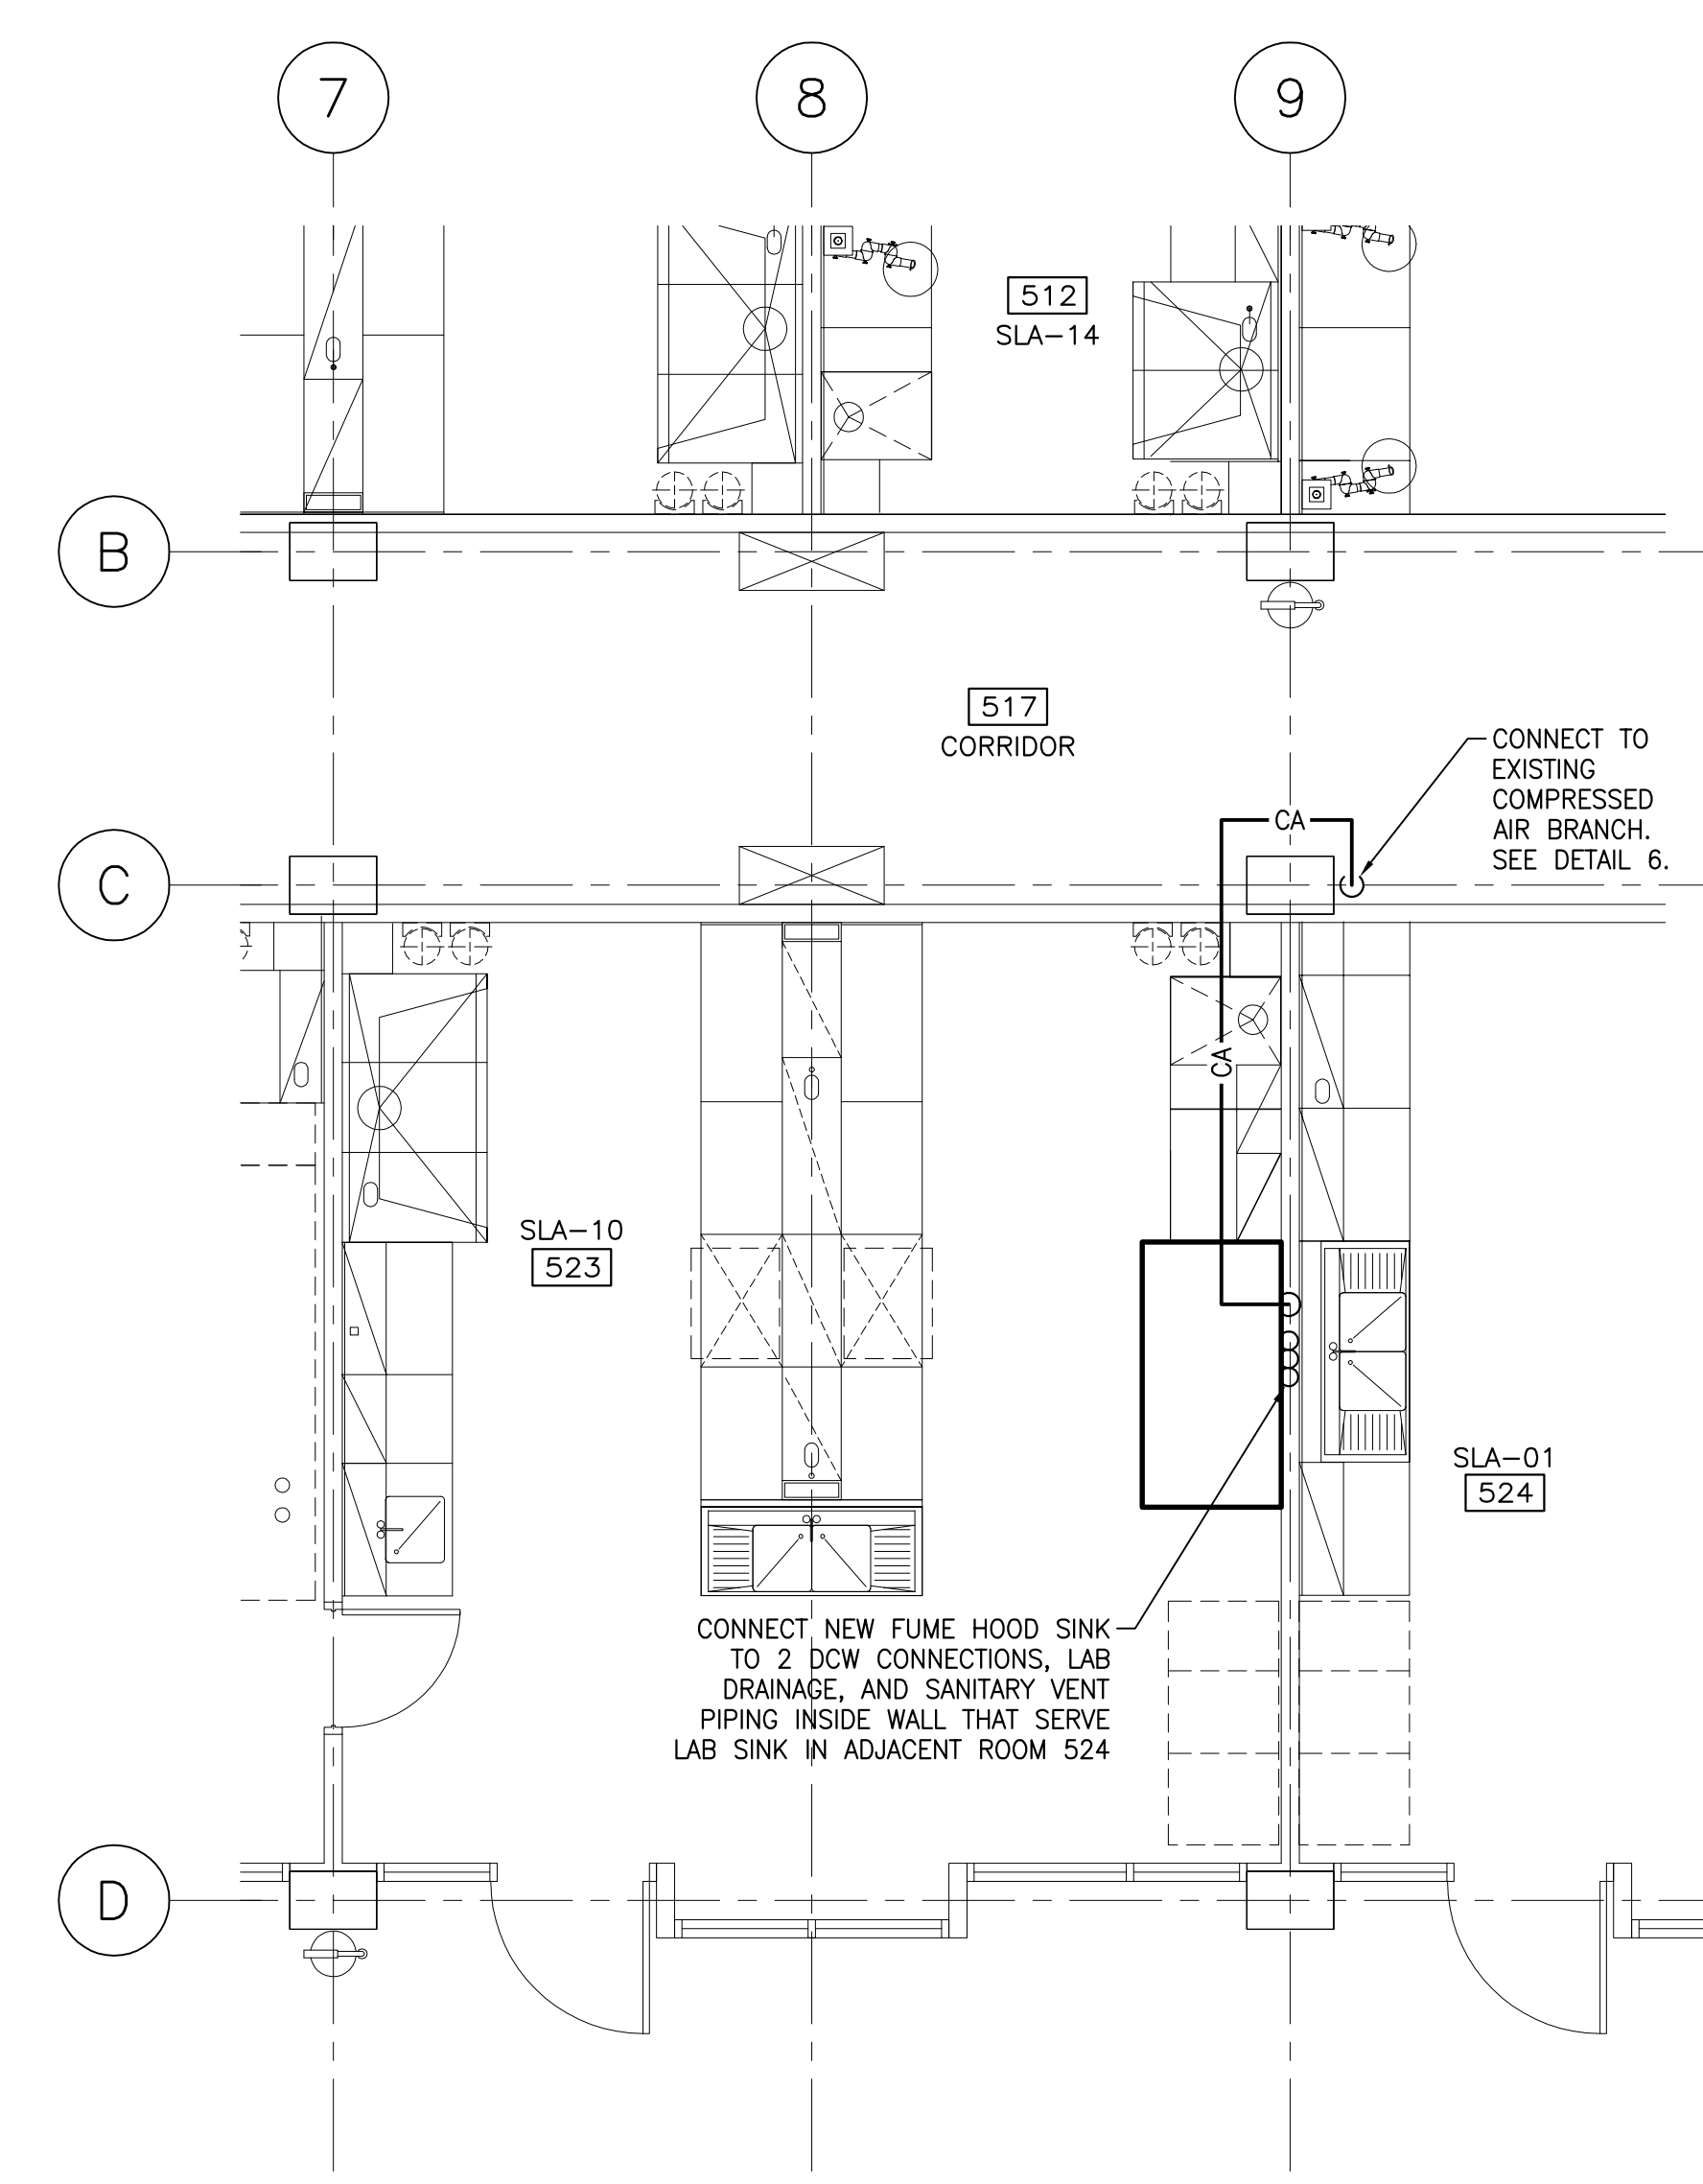 7
8
9
512
SLA-14
B
517
CORRIDOR
CONNECT TO
EXISTING
COMPRESSED
AIR BRANCH.
SEE DETAIL 6.
CA
C
CA
SLA-10
523
SLA-01
524
CONNECT NEW FUME HOOD SINK
TO 2 DCW CONNECTIONS, LAB
DRAINAGE, AND SANITARY VENT
PIPING INSIDE WALL THAT SERVE
LAB SINK IN ADJACENT ROOM 524
D